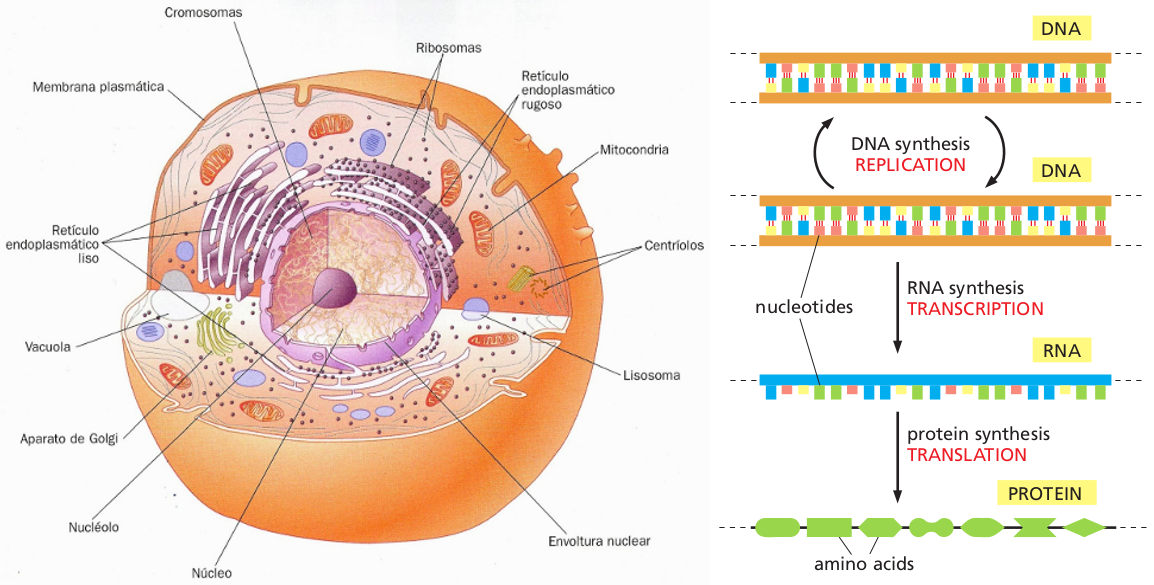 Cromosomas
Ribosomas
Retículo
endoplasmático
rugoso
Membrana plasmática
Mitocondria
Retículo
endoplasmático
liso
Centríolos
Vacuola
Lisosoma
Aparato de Golgi
Nucléolo
Envoltura nuclear
Núcleo
DNA
DNA synthesis
REPLICATION
DNA
nucleotides
RNA synthesis
TRANSCRIPTION
RNA
protein synthesis
TRANSLATION
PROTEIN
amino acids